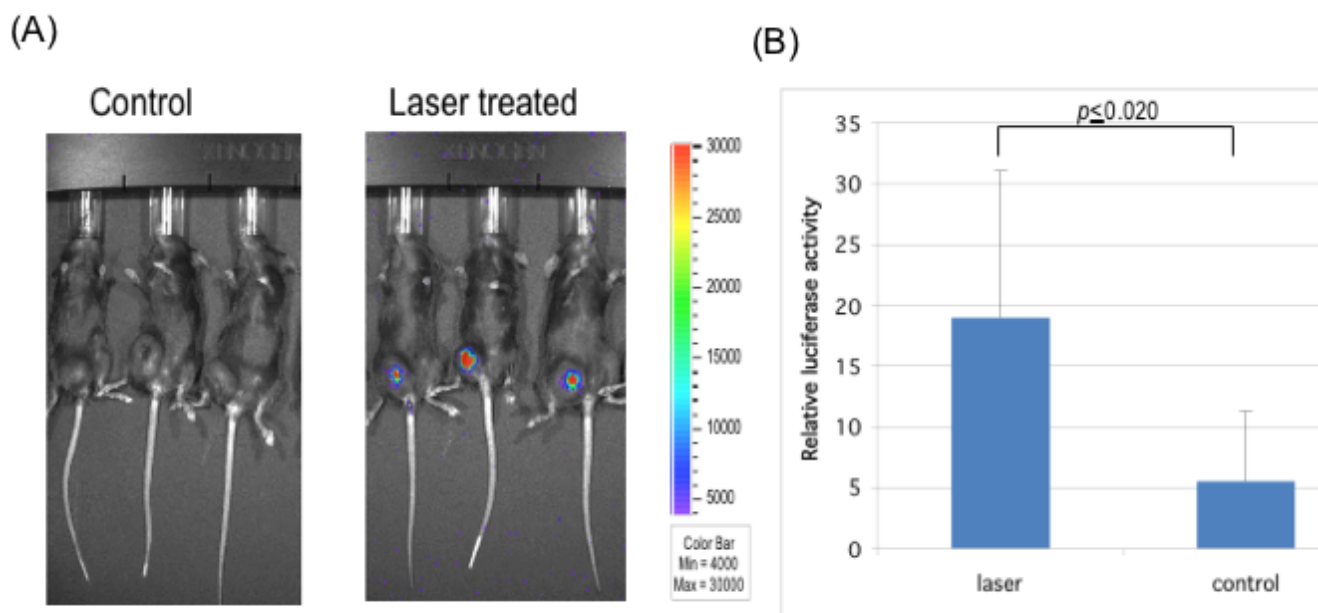 (A)
Control
Laser treated
30000
25000
20000
15000
10000
5000
Color Bar
Min = 4000
Max = 30000
(B)
p≤0.020
Relative luciferase activity
35
30
25
20
15
10
5
0
laser
control